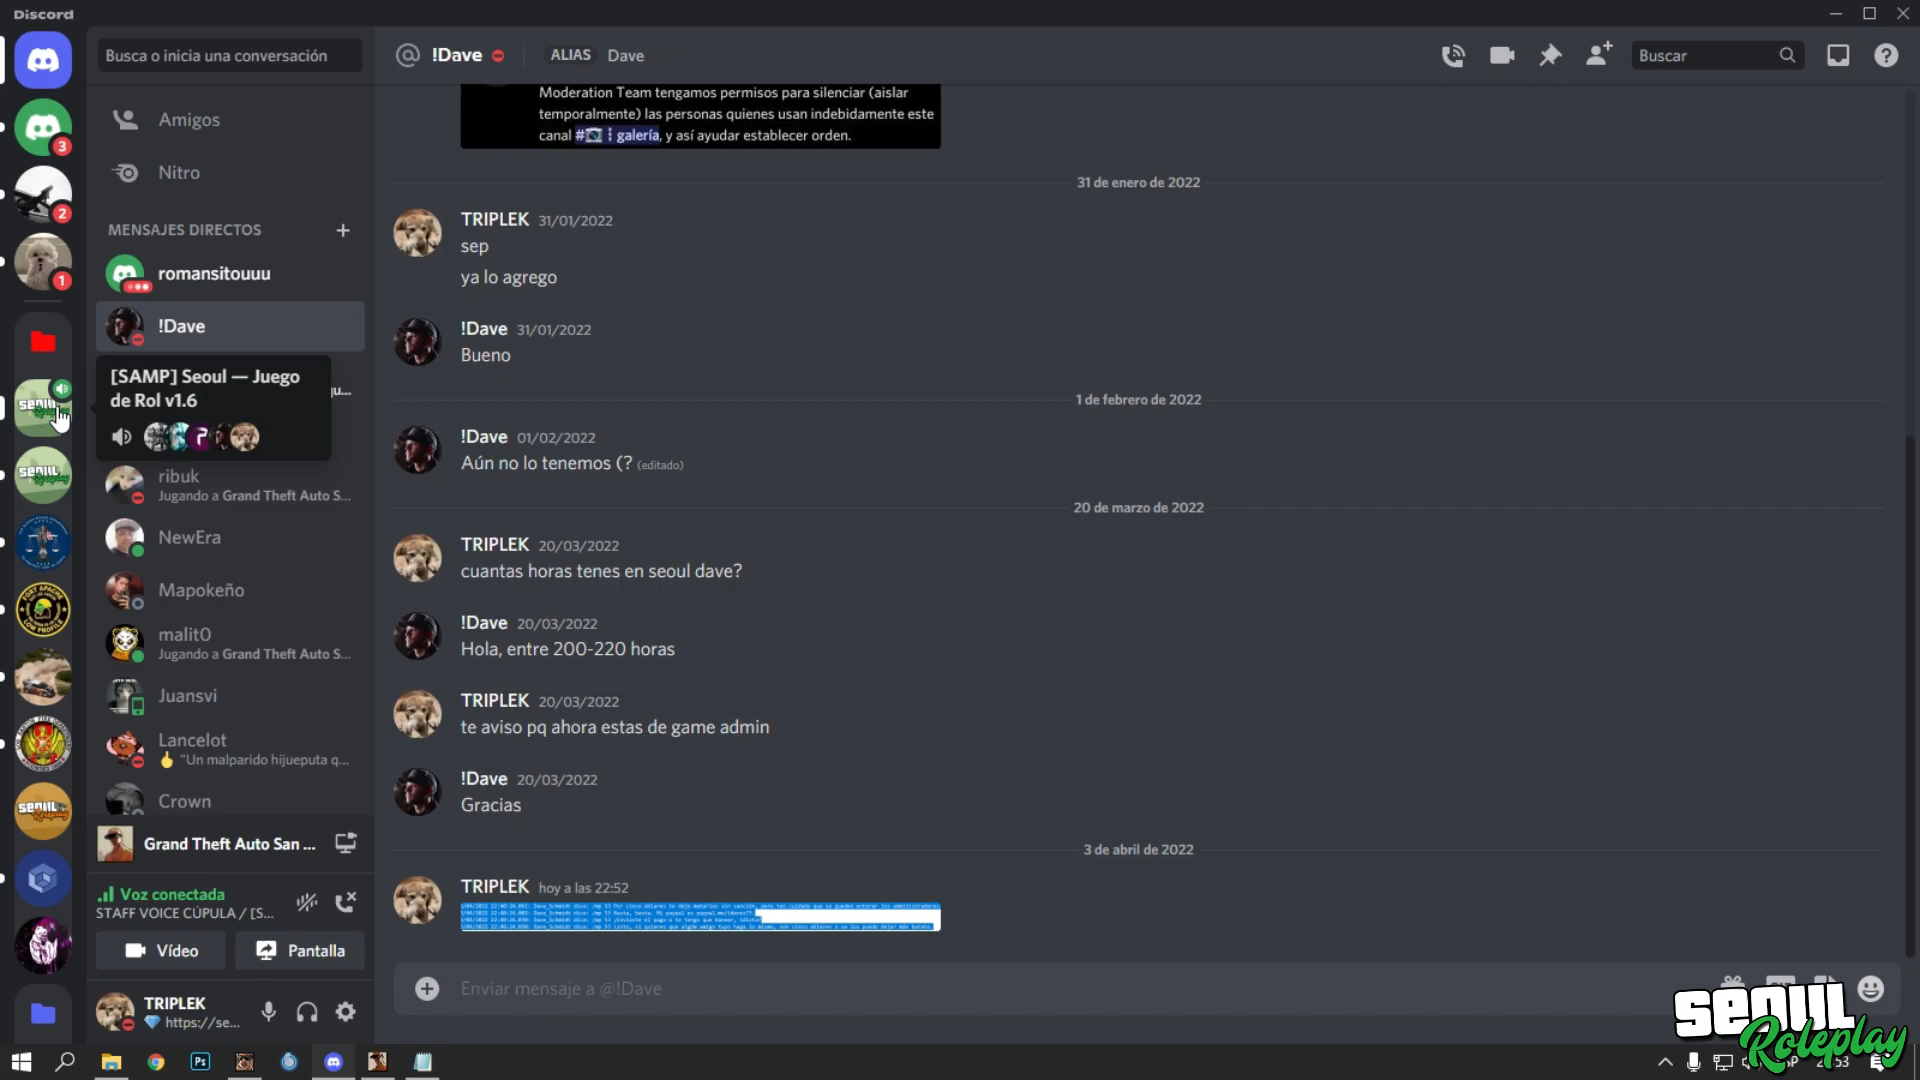 Discord
Busca o inicia una conversación
Amigos
Nitro
MENSAJES DIRECTOS
romansitouuu
!Dave
[SAMP] Seoul — Juego
de Rol v1.6
ribuk
Jugando a Grand Theft Auto S...
NewEra
Mapokeño
malit0
Jugando a Grand Theft Auto S...
Juansvi
Lancelot
"Un malparido hijueputa q...
Crown
Grand Theft Auto San ...
Voz conectada
STAFF VOICE CÚPULA / [S...
Vídeo
Pantalla
TRIPLEK
https://se...
3
2
1
!Dave
ALIAS
Dave
Buscar
Moderation Team tengamos permisos para silenciar (aislar
temporalmente) las personas quienes usan indebidamente este
canal # galería, y así ayudar establecer orden.
31 de enero de 2022
TRIPLEK 31/01/2022
sep
ya lo agrego
!Dave 31/01/2022
Bueno
1 de febrero de 2022
!Dave 01/02/2022
Aún no lo tenemos (? (editado)
20 de marzo de 2022
TRIPLEK 20/03/2022
cuantas horas tenes en seoul dave?
!Dave 20/03/2022
Hola, entre 200-220 horas
TRIPLEK 20/03/2022
te aviso pq ahora estas de game admin
!Dave 20/03/2022
Gracias
3 de abril de 2022
TRIPLEK hoy a las 22:52
Enviar mensaje a @!Dave
seoul
Roleplay
Ps